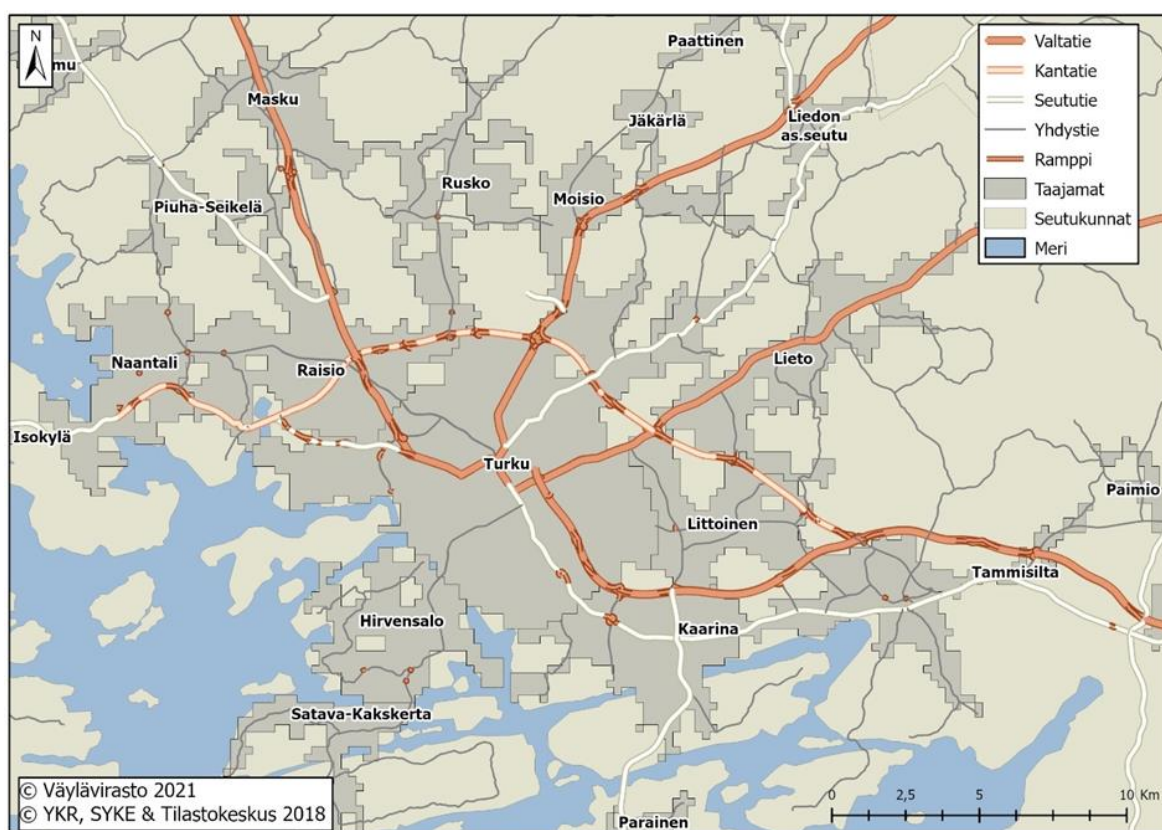 N
Paattinen
mu
Masku
Jäkärlä
Liedon
as.seutu
Rusko
Moisio
Piuha-Seikelä
Naantali
Raisio
Lieto
Isokylä
Turku
Paimio
Littoinen
Tammisilta
Hirvensalo
Kaarina
Satava-Kakskerta
Parainen
Valtatie
Kantatie
Seututie
Yhdystie
Ramppi
Taajamat
Seutukunnat
Meri
© Väylävirasto 2021
© YKR, SYKE & Tilastokeskus 2018
0 2,5 5 10 Km